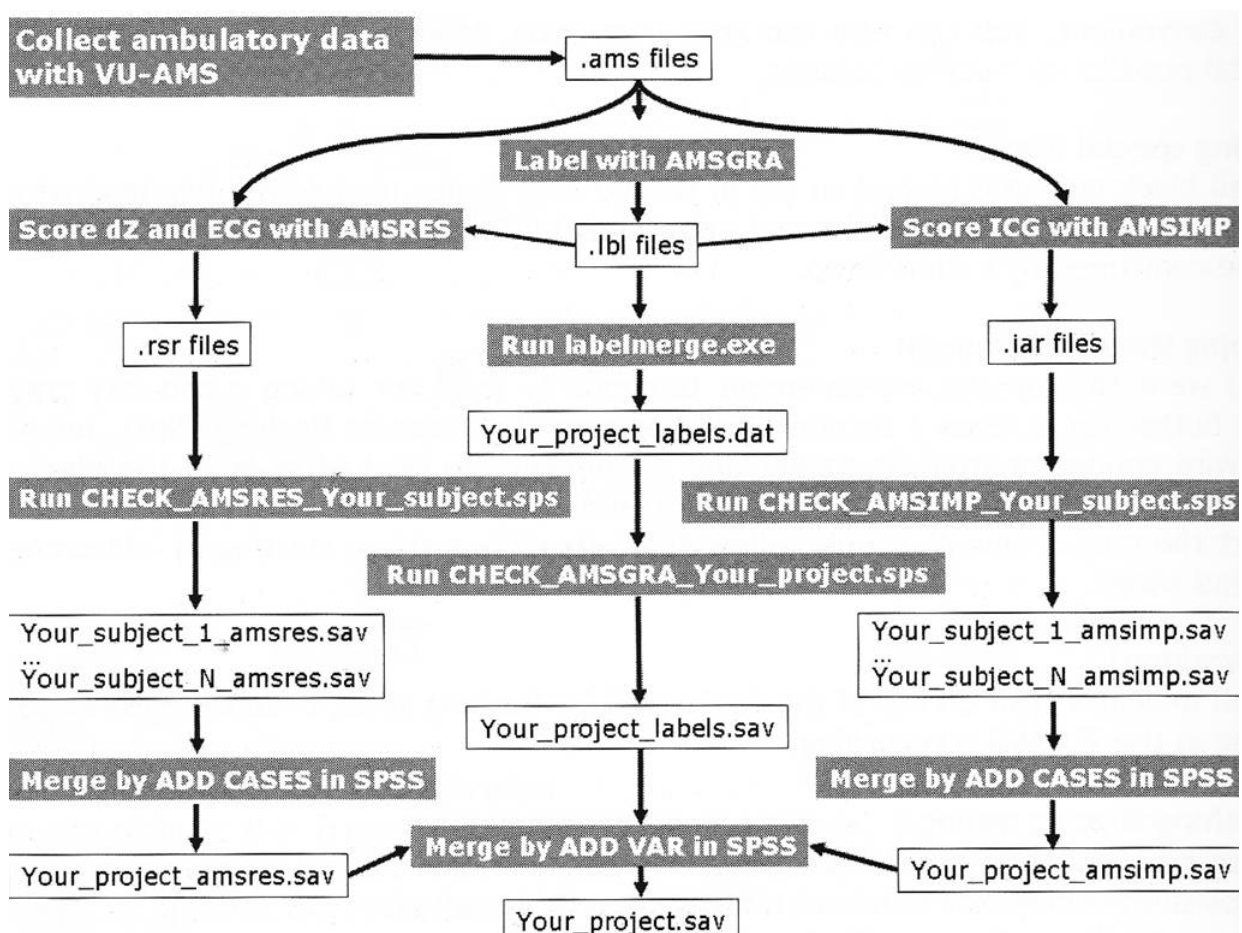 Collect ambulatory data
with VU-AMS
.ams files
Label with AMSGRA
Score dZ and ECG with AMSRES
.lbl files
Score ICG with AMSIMP
.rsr files
Run labelmerge.exe
.iar files
Your_project_labels.dat
Run CHECK_AMSRES_Your_subject.sps
Run CHECK_AMSIMP_Your_subject.sps
Run CHECK_AMSGRA_Your_project.sps
Your_subject_1_amsres.sav
...
Your_subject_N_amsres.sav
Your_subject_1_amsimp.sav
...
Your_subject_N_amsimp.sav
Your_project_labels.sav
Merge by ADD CASES in SPSS
Merge by ADD CASES in SPSS
Merge by ADD VAR in SPSS
Your_project_amsres.sav
Your_project_amsimp.sav
Your_project.sav